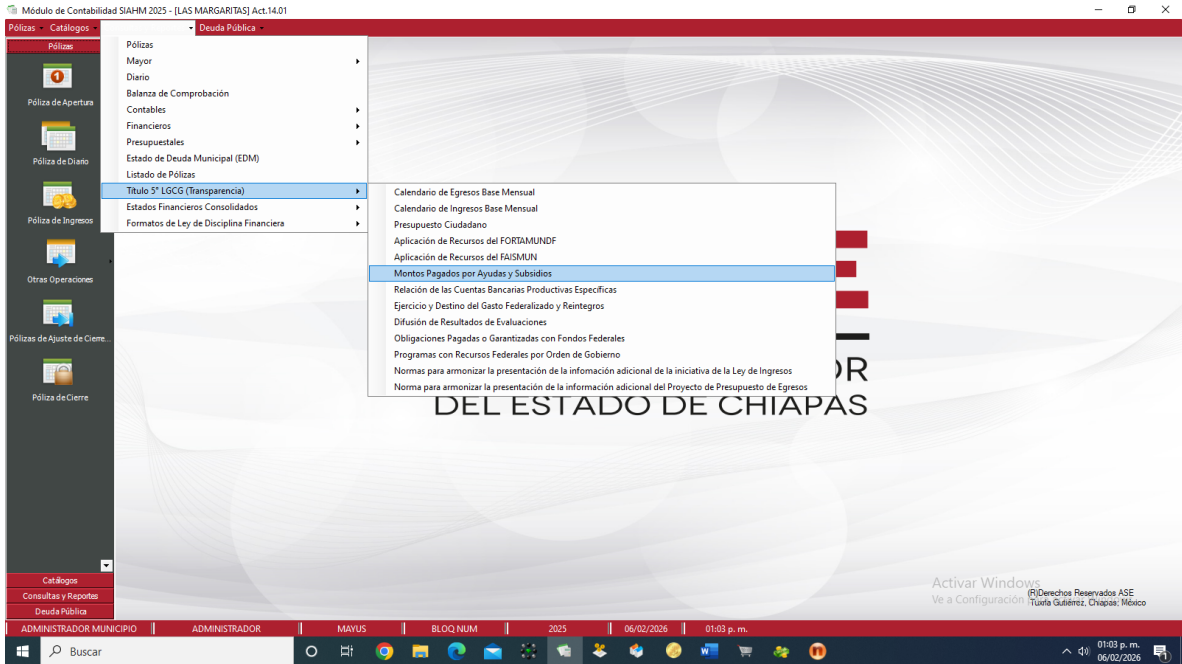 Módulo de Contabilidad SIAHM 2025 - [LAS MARGARITAS] Act.14.01
Pólizas Catálogos Deuda Pública
Pólizas
Póliza de Apertura
Póliza de Diario
Póliza de Ingresos
Otras Operaciones
Pólizas de Ajuste de Cierre...
Póliza de Cierre
Catálogos
Consultas y Reportes
Deuda Pública
Pólizas
Mayor
Diario
Balanza de Comprobación
Contables
Financieros
Presupuestales
Estado de Deuda Municipal (EDM)
Listado de Pólizas
Título 5° LGCG (Transparencia)
Estados Financieros Consolidados
Formatos de Ley de Disciplina Financiera
Calendario de Egresos Base Mensual
Calendario de Ingresos Base Mensual
Presupuesto Ciudadano
Aplicación de Recursos del FORTAMUNDF
Aplicación de Recursos del FAISMUN
Montos Pagados por Ayudas y Subsidios
Relación de las Cuentas Bancarias Productivas Específicas
Ejercicio y Destino del Gasto Federalizado y Reintegros
Difusión de Resultados de Evaluaciones
Obligaciones Pagadas o Garantizadas con Fondos Federales
Programas con Recursos Federales por Orden de Gobierno
Normas para armonizar la presentación de la infomación adicional de la iniciativa de la Ley de Ingresos
Norma para armonizar la presentación de la infomación adicional del Proyecto de Presupuesto de Egresos
DEL ESTADO DE CHIAPAS
Activar Windows
Ve a Configuración
(R)Derechos Reservados ASE
Tuxtla Gutiérrez, Chiapas; México
ADMINISTRADOR MUNICIPIO ADMINISTRADOR MAYUS BLOQ NUM 2025 06/02/2026 01:03 p. m.
Buscar
01:03 p. m.
06/02/2026
1